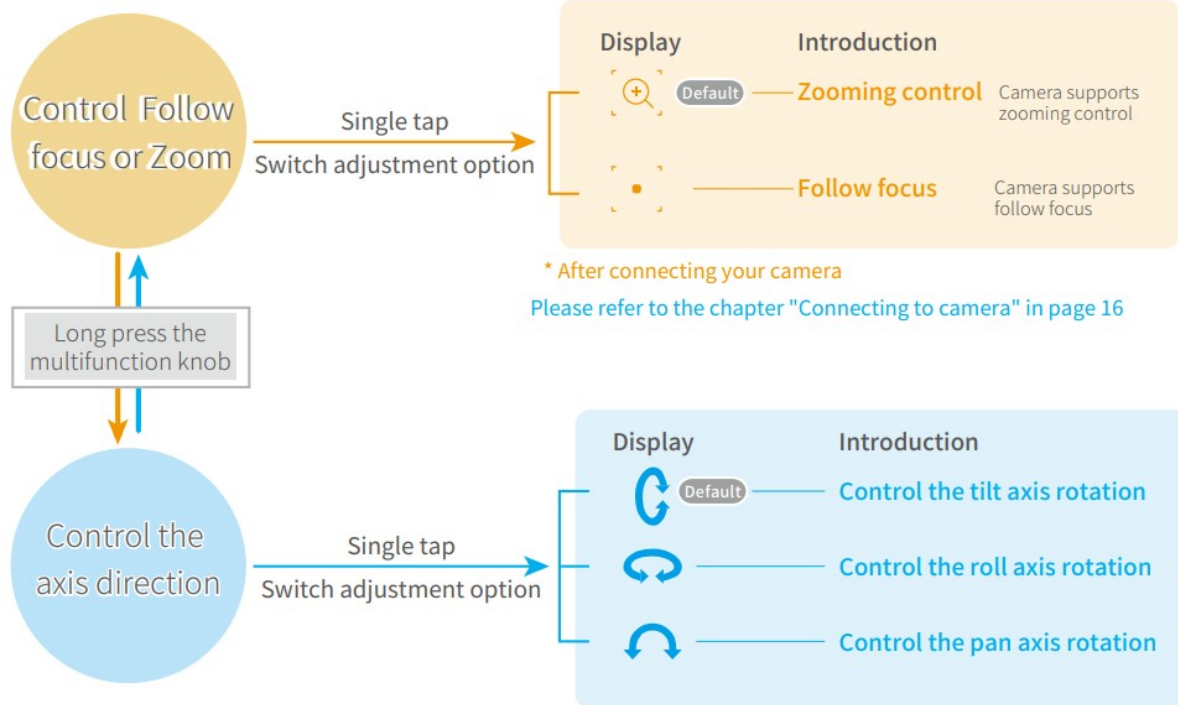 Control Follow
focus or Zoom
Single tap
Switch adjustment option
Display Introduction
Default Zooming control Camera supports
zooming control
Follow focus Camera supports
follow focus
* After connecting your camera
Please refer to the chapter "Connecting to camera" in page 16
Long press the
multifunction knob
Control the
axis direction
Single tap
Switch adjustment option
Display Introduction
Default Control the tilt axis rotation
Control the roll axis rotation
Control the pan axis rotation